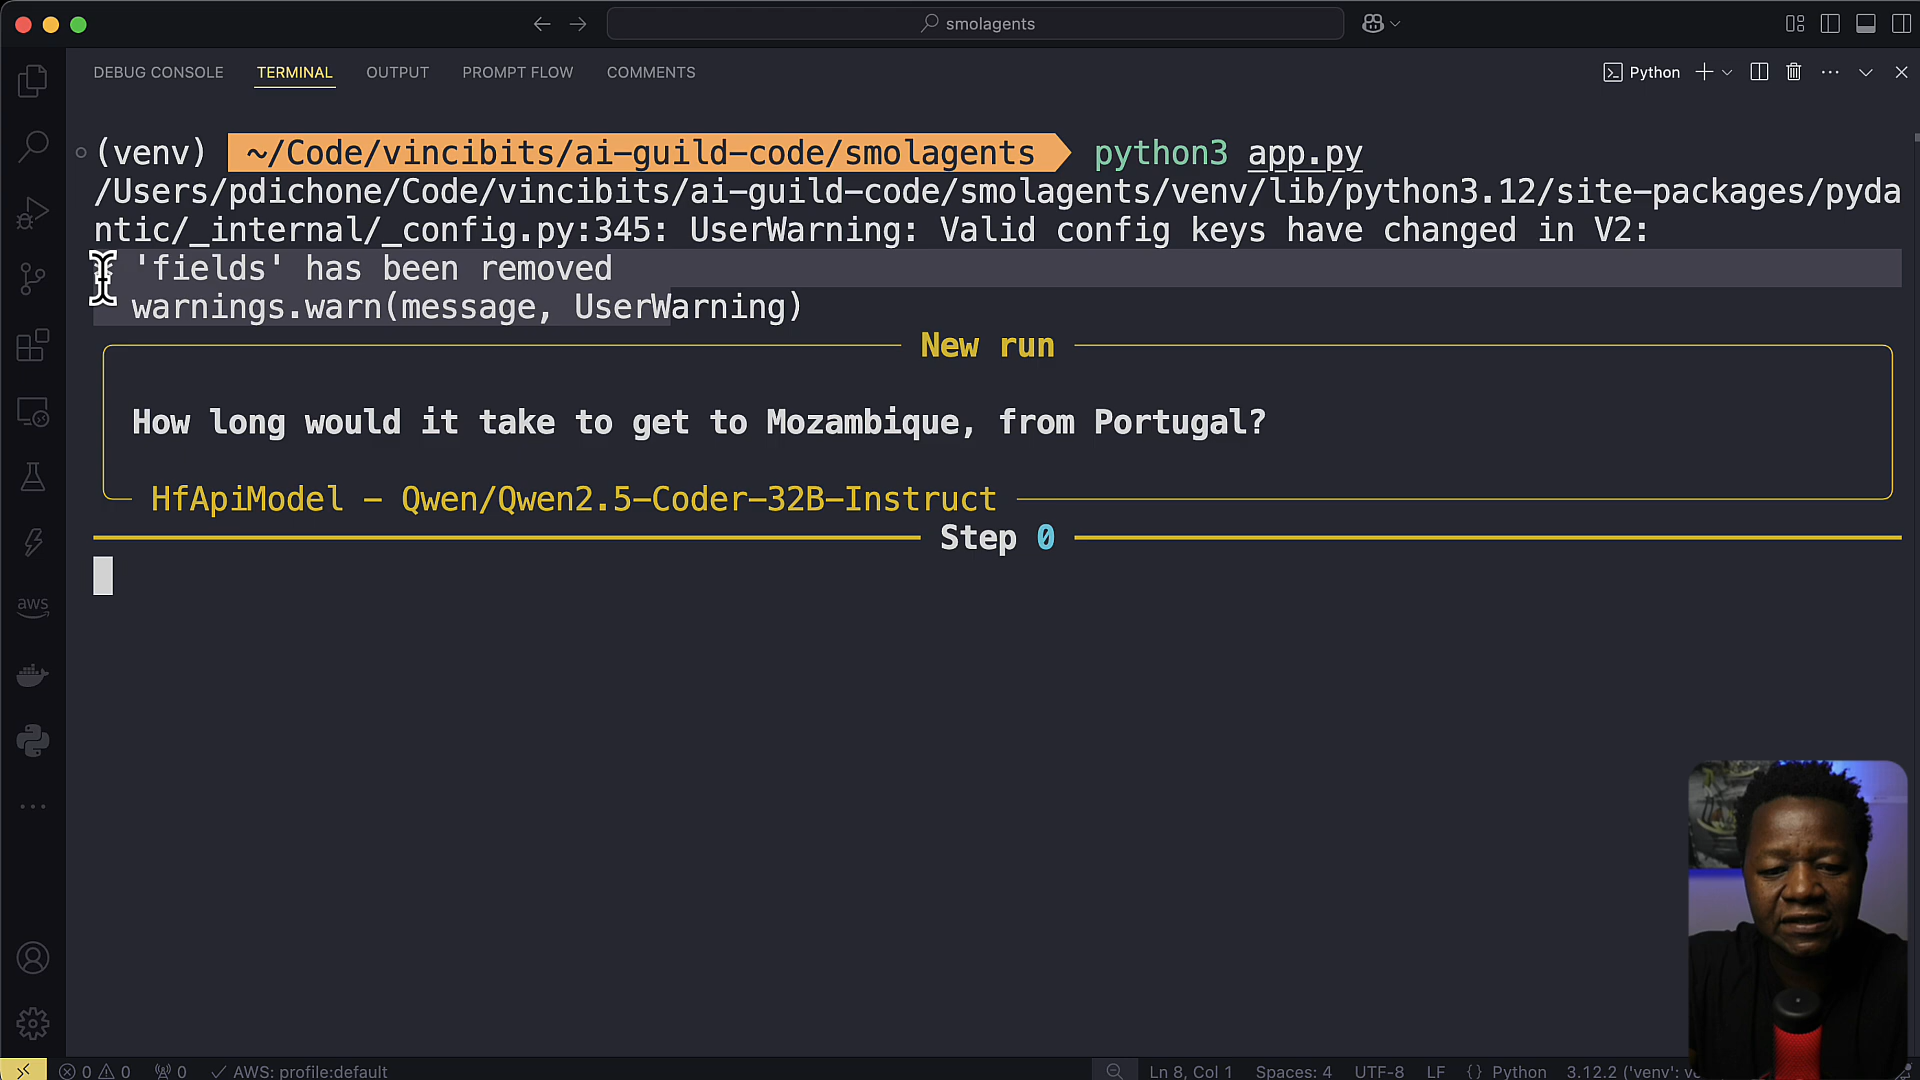 smolagents
DEBUG CONSOLE TERMINAL OUTPUT PROMPT FLOW COMMENTS Python
(venv) ~/Code/vincibits/ai-guild-code/smolagents python3 app.py
/Users/pdichone/Code/vincibits/ai-guild-code/smolagents/venv/lib/python3.12/site-packages/pyda
ntic/_internal/_config.py:345: UserWarning: Valid config keys have changed in V2:
'fields' has been removed
warnings.warn(message, UserWarning)
New run
How long would it take to get to Mozambique, from Portugal?
HfApiModel - Qwen/Qwen2.5-Coder-32B-Instruct
Step 0
aws
0 0 0 AWS: profile:default Ln 8, Col 1 Spaces: 4 UTF-8 LF {} Python 3.12.2 ('venv':